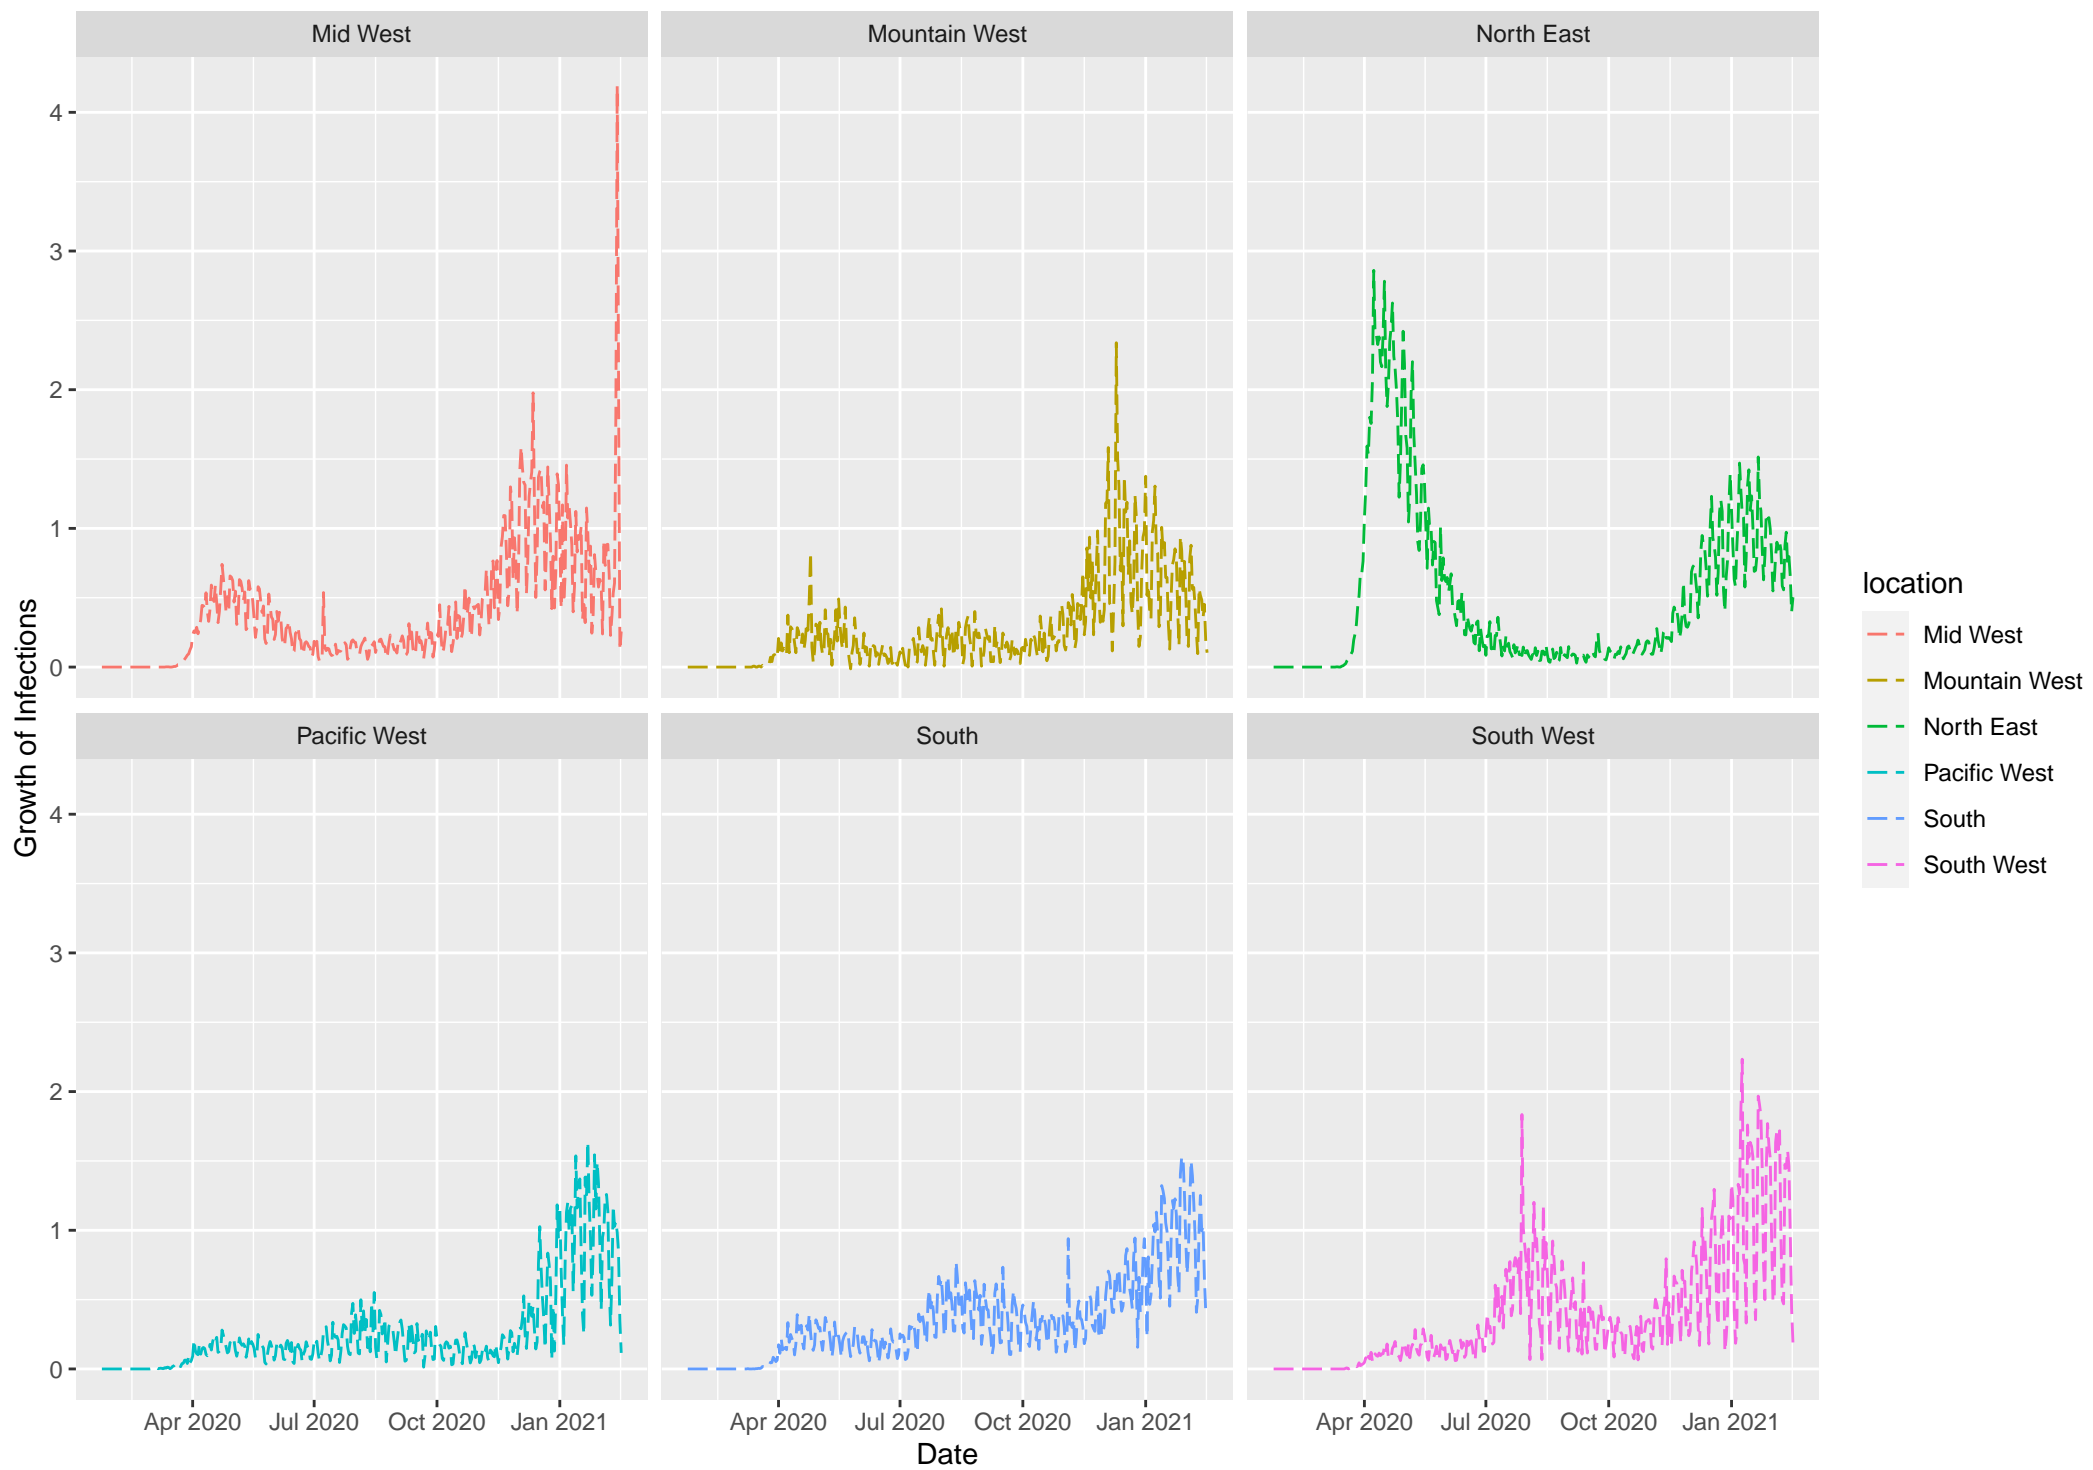 Mid West
Mountain West
North East
4
3
2
1
0
Growth of Infections
Pacific West
South
South West
4
3
2
1
0
Apr 2020 Jul 2020 Oct 2020 Jan 2021
Apr 2020 Jul 2020 Oct 2020 Jan 2021
Apr 2020 Jul 2020 Oct 2020 Jan 2021
Date
location
Mid West
Mountain West
North East
Pacific West
South
South West